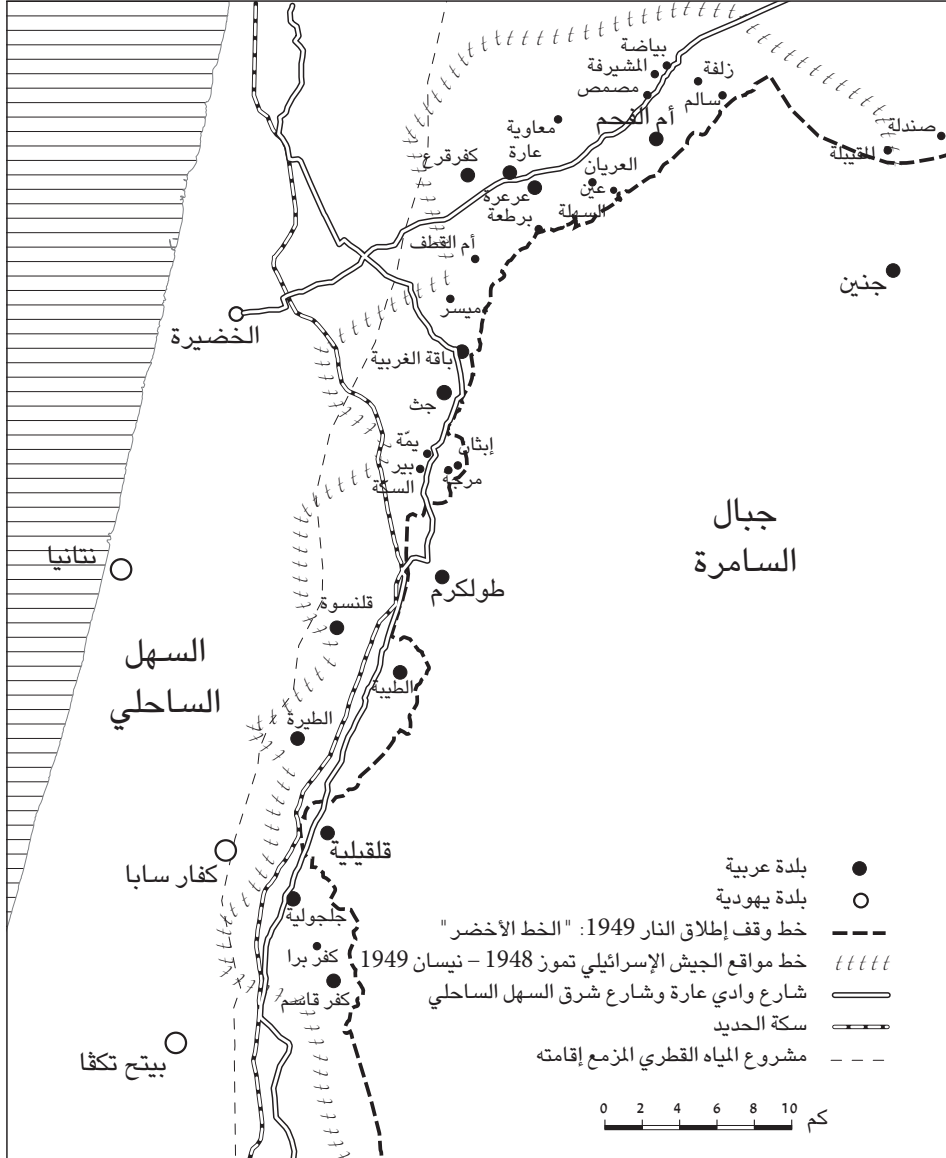 بياضة
المشيرفة
زلفة
مصمص
سالم
أم الفحم
معاوية
صندلة
المقيبلة
عارة
كفرقرع
العريان
عين
السهلة
عرعرة
برطعة
أم القطف
جنين
ميسر
الخضيرة
باقة الغربية
جث
يمّة
إبثان
بير
السكة
مرجة
جبال
السامرة
نتانيا
طولكرم
قلنسوة
السهل
الساحلي
الطيبة
الطيرة
قلقيلية
كفار سابا
جلجولية
كفر برا
كفر قاسم
بيتح تكڤا
بلدة عربية
بلدة يهودية
خط وقف إطلاق النار 1949: "الخط الأخضر"
خط مواقع الجيش الإسرائيلي تموز 1948 – نيسان 1949
شارع وادي عارة وشارع شرق السهل الساحلي
سكة الحديد
مشروع المياه القطري المزمع إقامته
0 2 4 6 8 10 كم